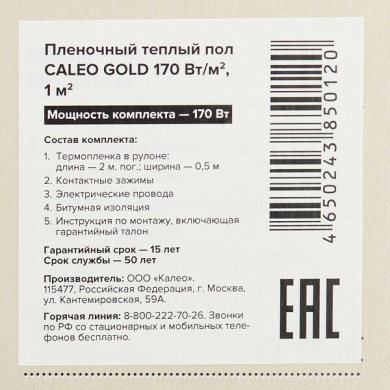 Пленочный теплый пол
CALEO GOLD 170 Вт/м²,
1 м²
Мощность комплекта — 170 Вт
Состав комплекта:
1. Термопленка в рулоне:
длина — 2 м. пог.; ширина — 0,5 м
2. Контактные зажимы
3. Электрические провода
4. Битумная изоляция
5. Инструкция по монтажу, включающая
гарантийный талон
Гарантийный срок — 15 лет
Срок службы — 50 лет
Производитель: ООО «Калео».
115477, Российская Федерация, г. Москва,
ул. Кантемировская, 59А.
Горячая линия: 8-800-222-70-26. Звонки
по РФ со стационарных и мобильных теле-
фонов бесплатно.
4 650243 850120
EAC